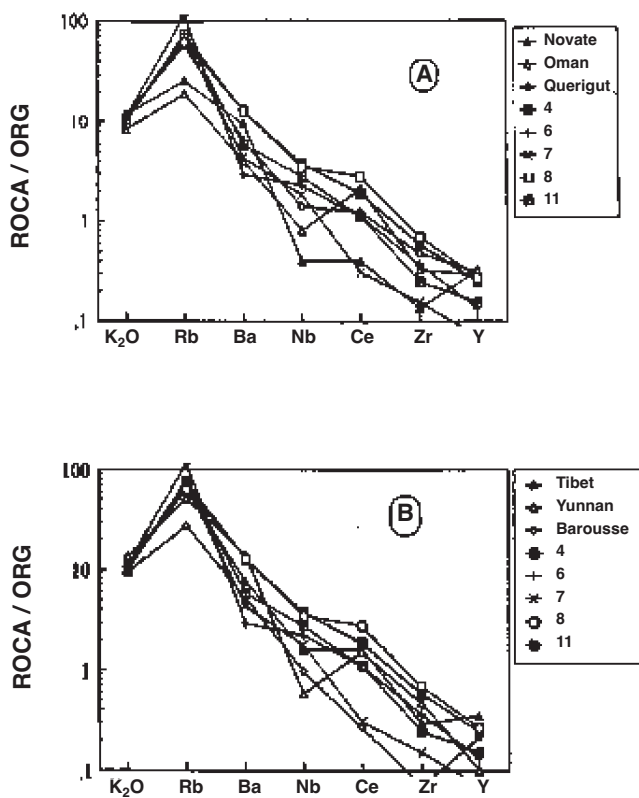 100
10
1
.1
ROCA / ORG
A
K₂O Rb Ba Nb Ce Zr Y
Novate
Oman
Querigut
4
6
7
8
11
100
10
1
.1
ROCA / ORG
B
K₂O Rb Ba Nb Ce Zr Y
Tibet
Yunnan
Barousse
4
6
7
8
11